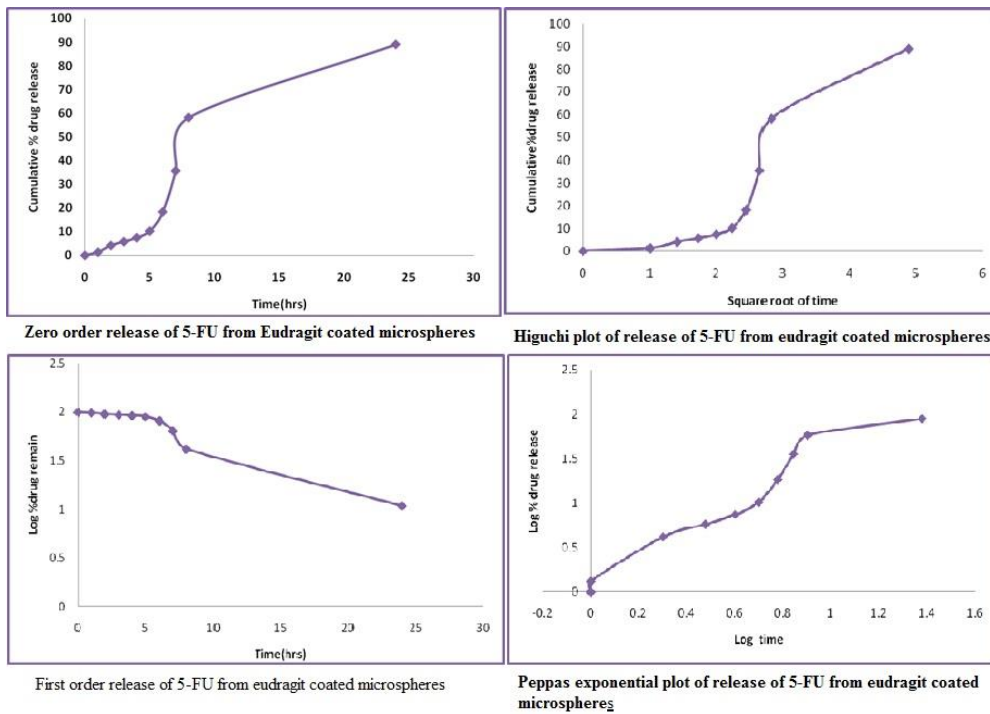 100
90
80
70
60
50
40
30
20
10
0
Cumulative % drug release
0 5 10 15 20 25 30
Time(hrs)
Zero order release of 5-FU from Eudragit coated microspheres
100
90
80
70
60
50
40
30
20
10
0
Cumulative %drug release
0 1 2 3 4 5 6
Square root of time
Higuchi plot of release of 5-FU from eudragit coated microspheres
2.5
2
1.5
1
0.5
0
Log %drug remain
0 5 10 15 20 25 30
Time(hrs)
First order release of 5-FU from eudragit coated microspheres
2.5
2
1.5
1
0.5
0
Log % drug release
-0.2 0 0.2 0.4 0.6 0.8 1 1.2 1.4 1.6
Log time
Peppas exponential plot of release of 5-FU from eudragit coated
microspheres